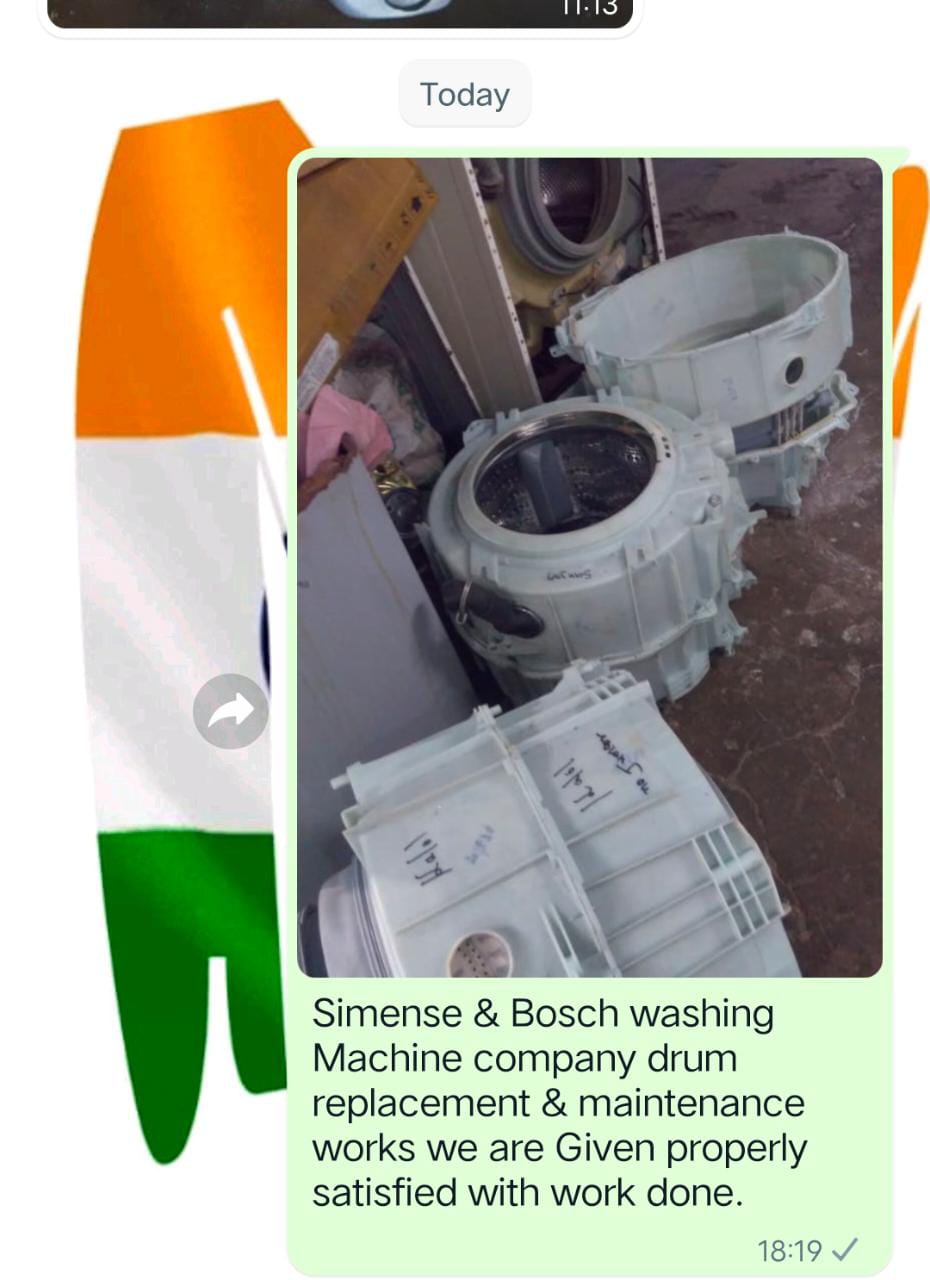 11:13
Today
Simense & Bosch washing
Machine company drum
replacement & maintenance
works we are Given properly
satisfied with work done.
18:19